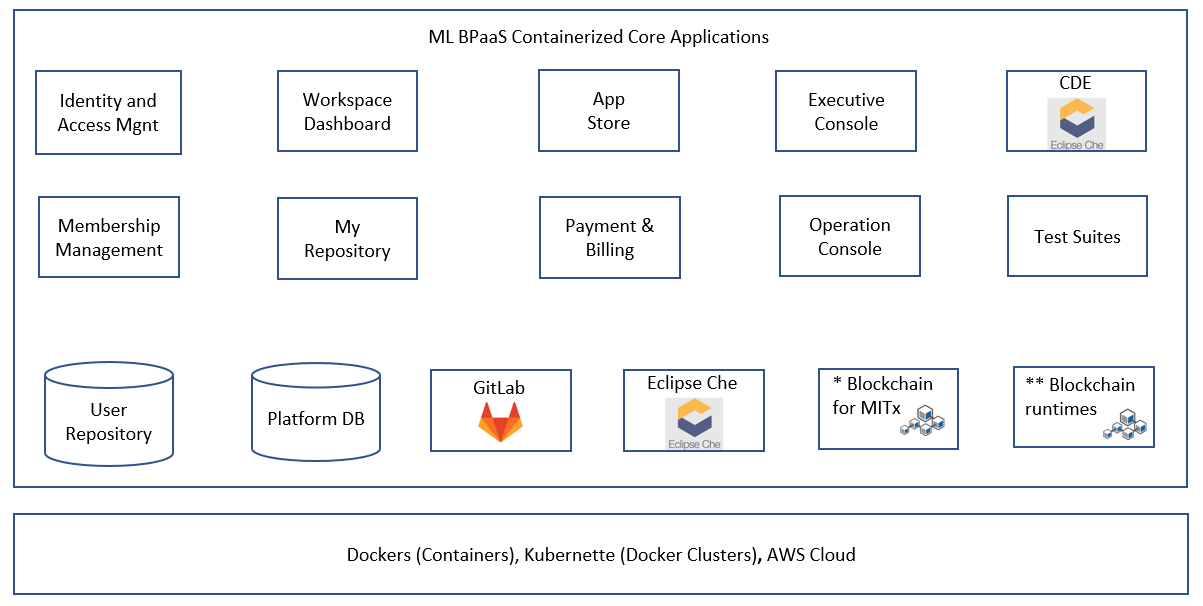 ML BPaaS Containerized Core Applications
Identity and
Access Mgnt
Workspace
Dashboard
App
Store
Executive
Console
CDE
Eclipse Che
Membership
Management
My
Repository
Payment &
Billing
Operation
Console
Test Suites
User
Repository
Platform DB
GitLab
Eclipse Che
Eclipse Che
* Blockchain
for MITx
** Blockchain
runtimes
Dockers (Containers), Kubernette (Docker Clusters), AWS Cloud